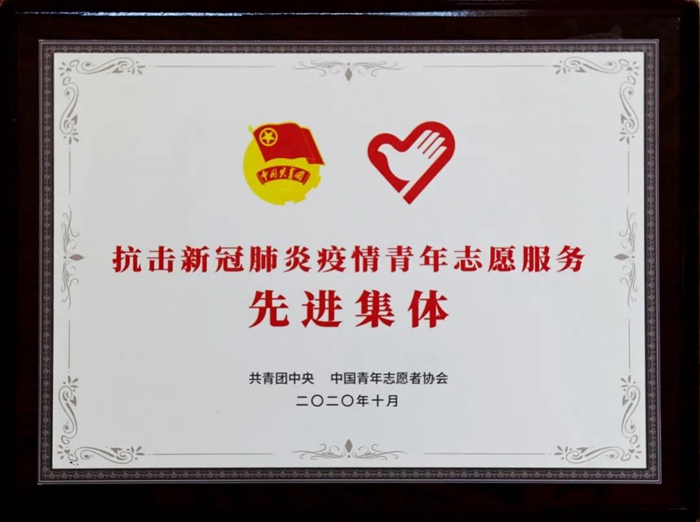 中国共青团
抗击新冠肺炎疫情青年志愿服务
先进集体
共青团中央 中国青年志愿者协会
二〇二〇年十月